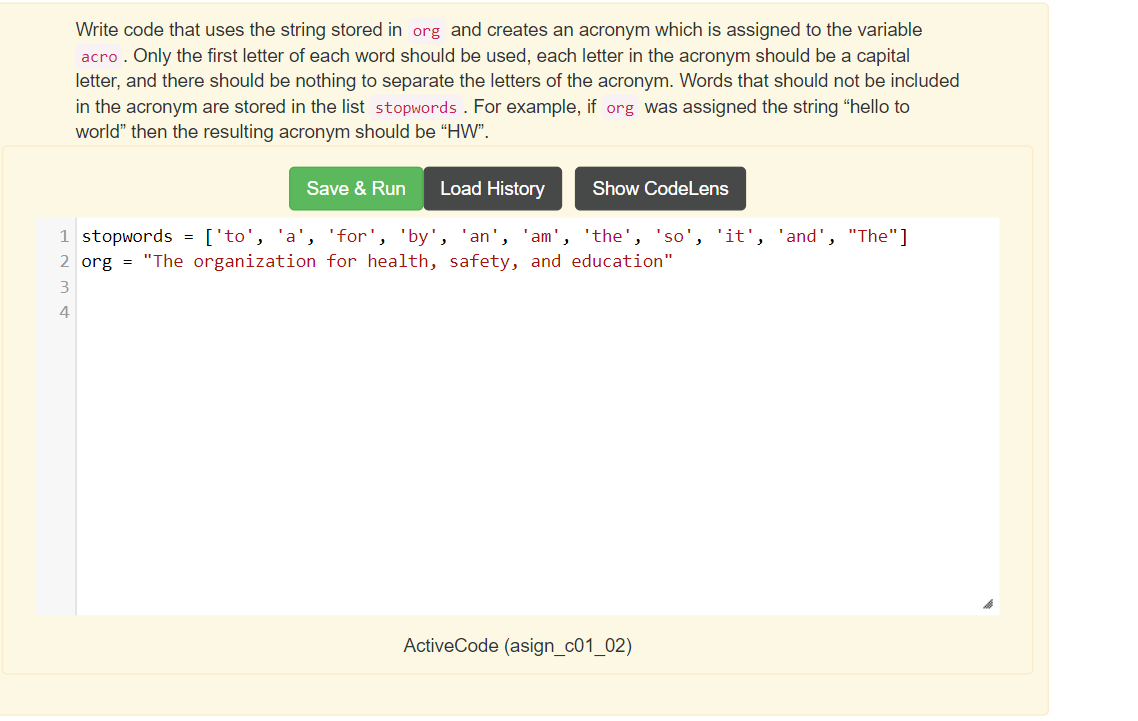 Write code that uses the string stored in org and creates an acronym which is assigned to the variable
acro . Only the first letter of each word should be used, each letter in the acronym should be a capital
letter, and there should be nothing to separate the letters of the acronym. Words that should not be included
in the acronym are stored in the list stopwords . For example, if org was assigned the string “hello to
world” then the resulting acronym should be “HW”.
Save & Run Load History Show CodeLens
1 stopwords = ['to', 'a', 'for', 'by', 'an', 'am', 'the', 'so', 'it', 'and', "The"]
2 org = "The organization for health, safety, and education"
3
4
ActiveCode (asign_c01_02)